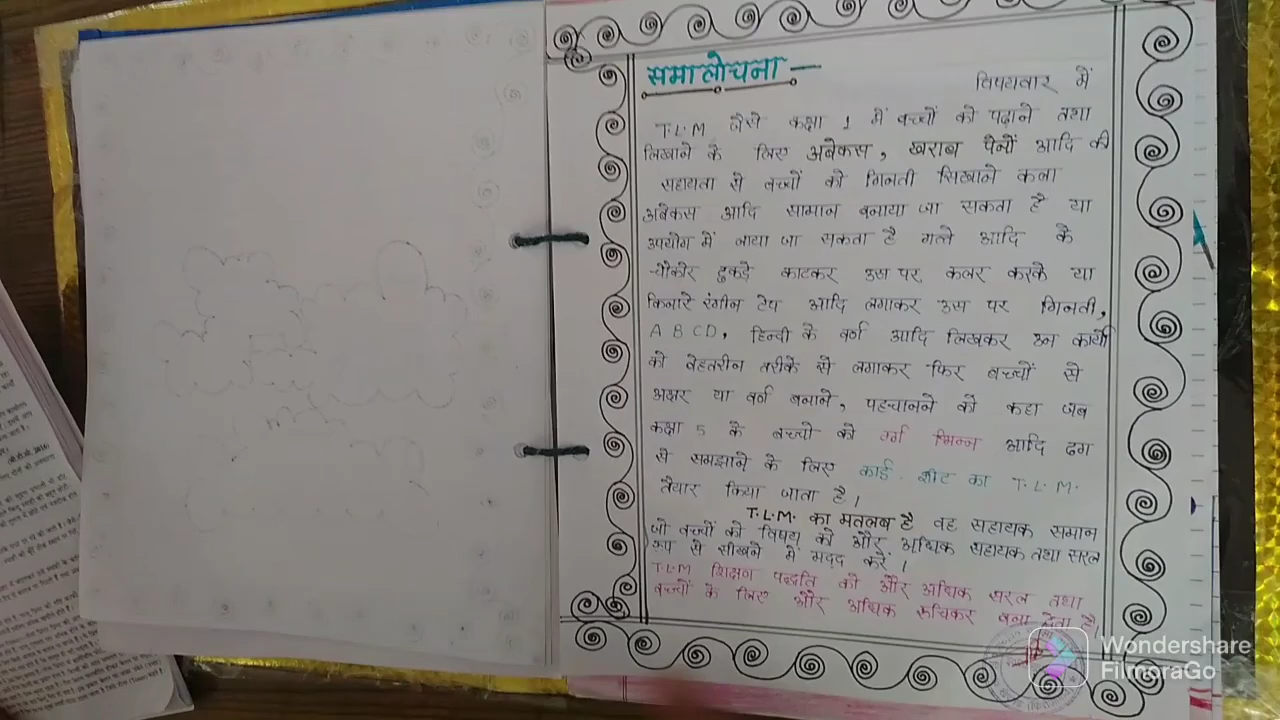 समालोचना —
विषयवार में
T.L.M जैसे कक्षा 1 में बच्चों को पढ़ाने तथा
लिखाने के लिए अबेकस, खराब पेनों आदि की
सहायता से बच्चों को गिनती सिखाने कला
अबेकस आदि सामान बनाया जा सकता है या
उपयोग में लाया जा सकता है गत्ते आदि के
चौकोर टुकड़े काटकर उस पर कलर करके या
किनारे रंगीन टेप आदि लगाकर उस पर गिनती,
A B C D, हिन्दी के वर्ण आदि लिखकर उन कार्यो
को बेहतरीन तरीके से लगाकर फिर बच्चों से
अक्षर या वर्ण बनाने, पहचानने को कहा जब
कक्षा 5 के बच्चो को वर्ग भिन्न आदि ढग
से समझाने के लिए कार्ड शीट का T.L.M.
तैयार किया जाता है।
T.L.M. का मतलब है वह सहायक समान
जो बच्चों को विषय को और अधिक सहायक तथा सरल
रूप से सीखने में मदद करे।
T.L.M शिक्षण पद्धति को और अधिक सरल तथा
बच्चों के लिए और अधिक रूचिकर बना देता है।
Wondershare
FilmoraGo